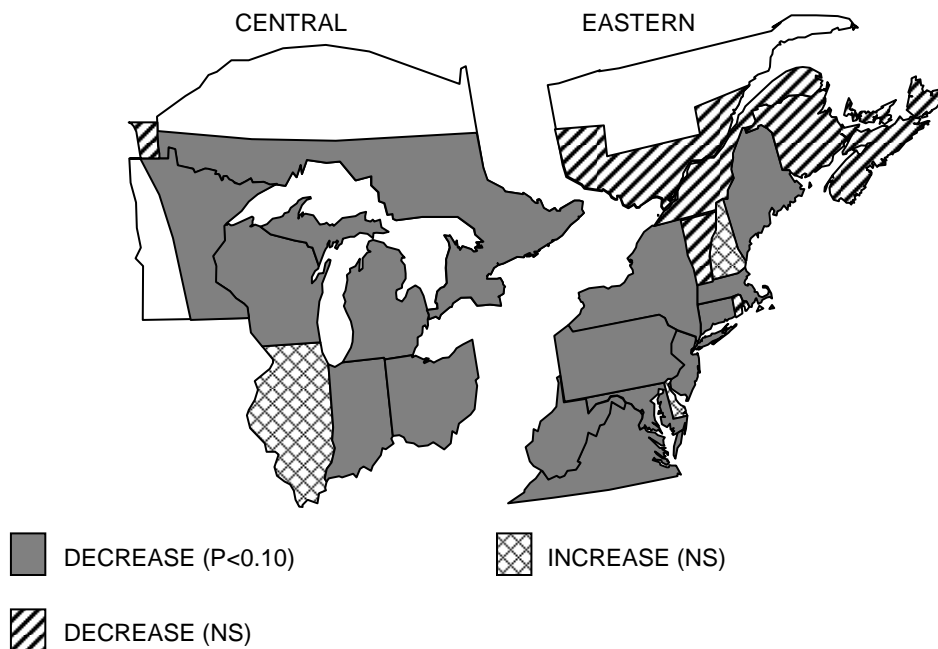 CENTRAL EASTERN
DECREASE (P<0.10) INCREASE (NS)
DECREASE (NS)